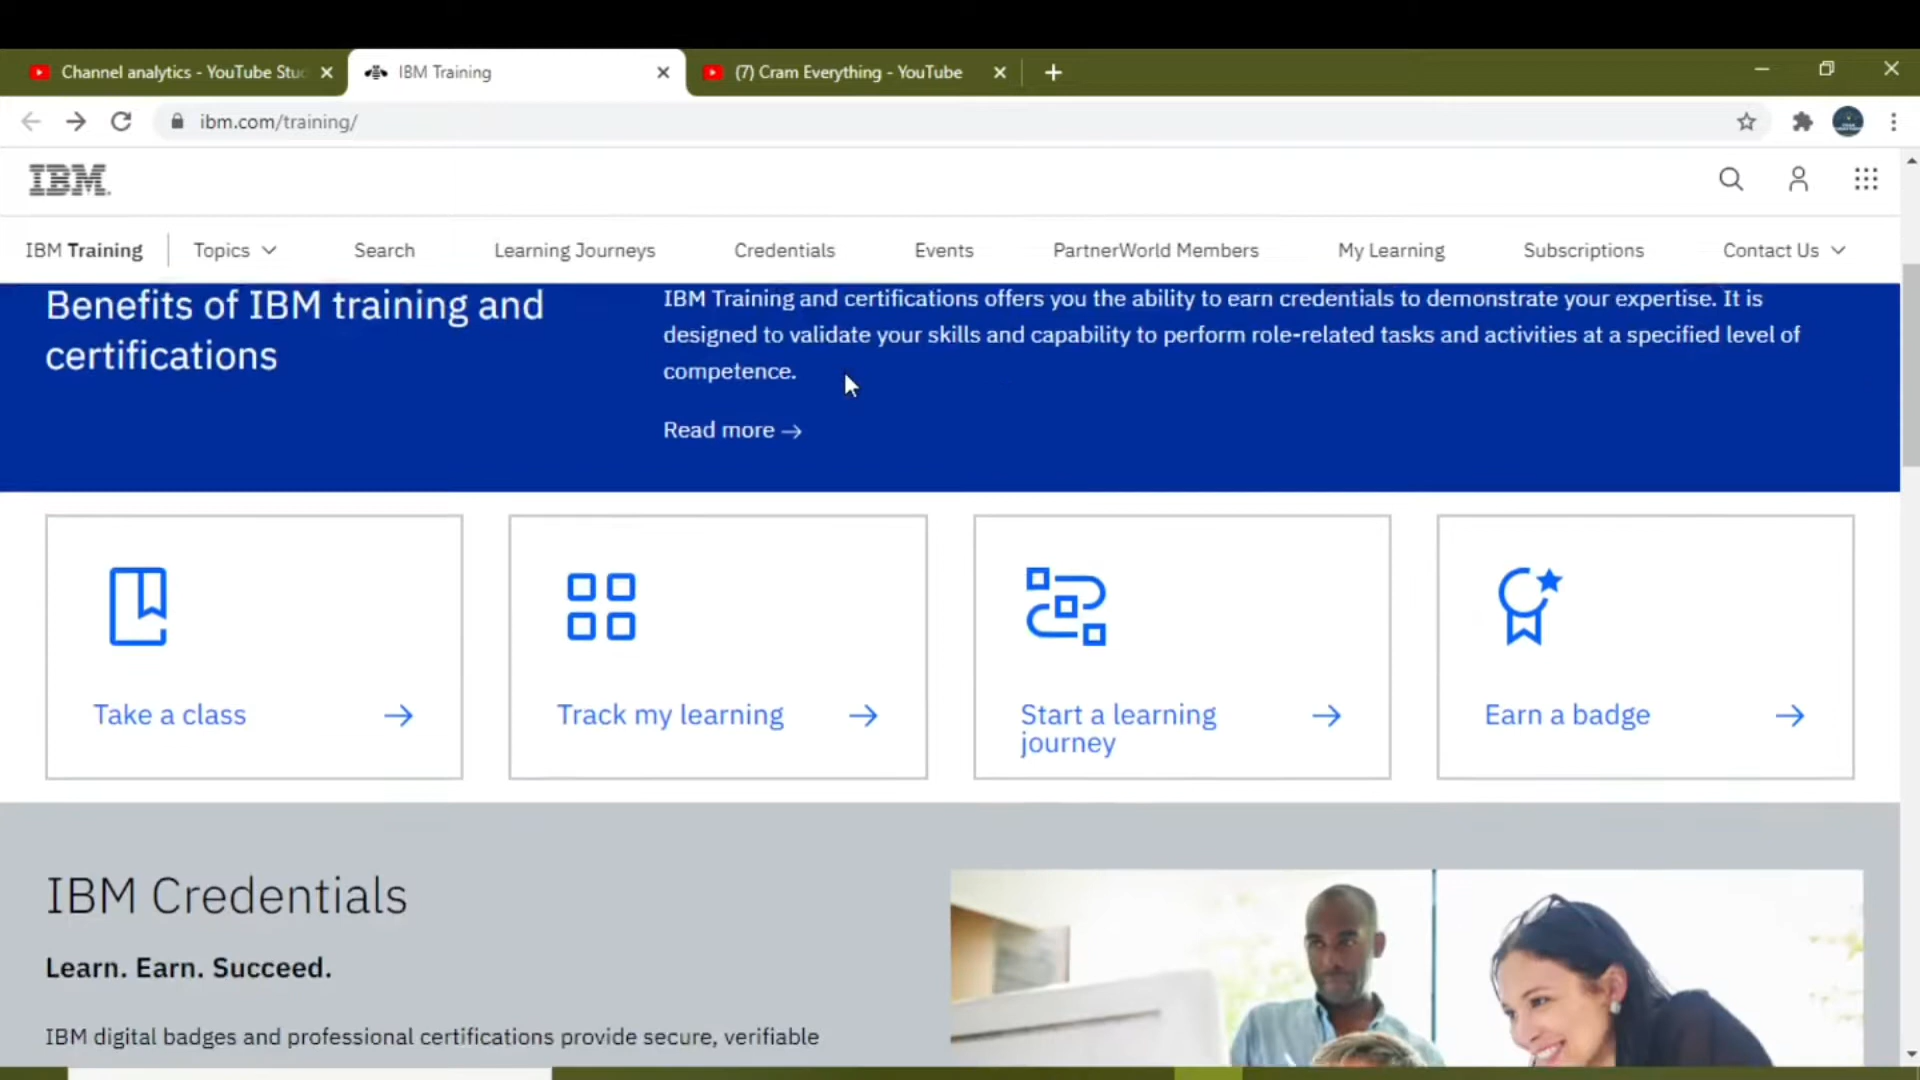 Channel analytics - YouTube Stu
IBM Training
(7) Cram Everything - YouTube
ibm.com/training/
IBM
IBM Training
Topics
Search
Learning Journeys
Credentials
Events
PartnerWorld Members
My Learning
Subscriptions
Contact Us
Benefits of IBM training and
certifications
IBM Training and certifications offers you the ability to earn credentials to demonstrate your expertise. It is
designed to validate your skills and capability to perform role-related tasks and activities at a specified level of
competence.
Read more →
Take a class →
Track my learning →
Start a learning →
journey
Earn a badge →
IBM Credentials
Learn. Earn. Succeed.
IBM digital badges and professional certifications provide secure, verifiable